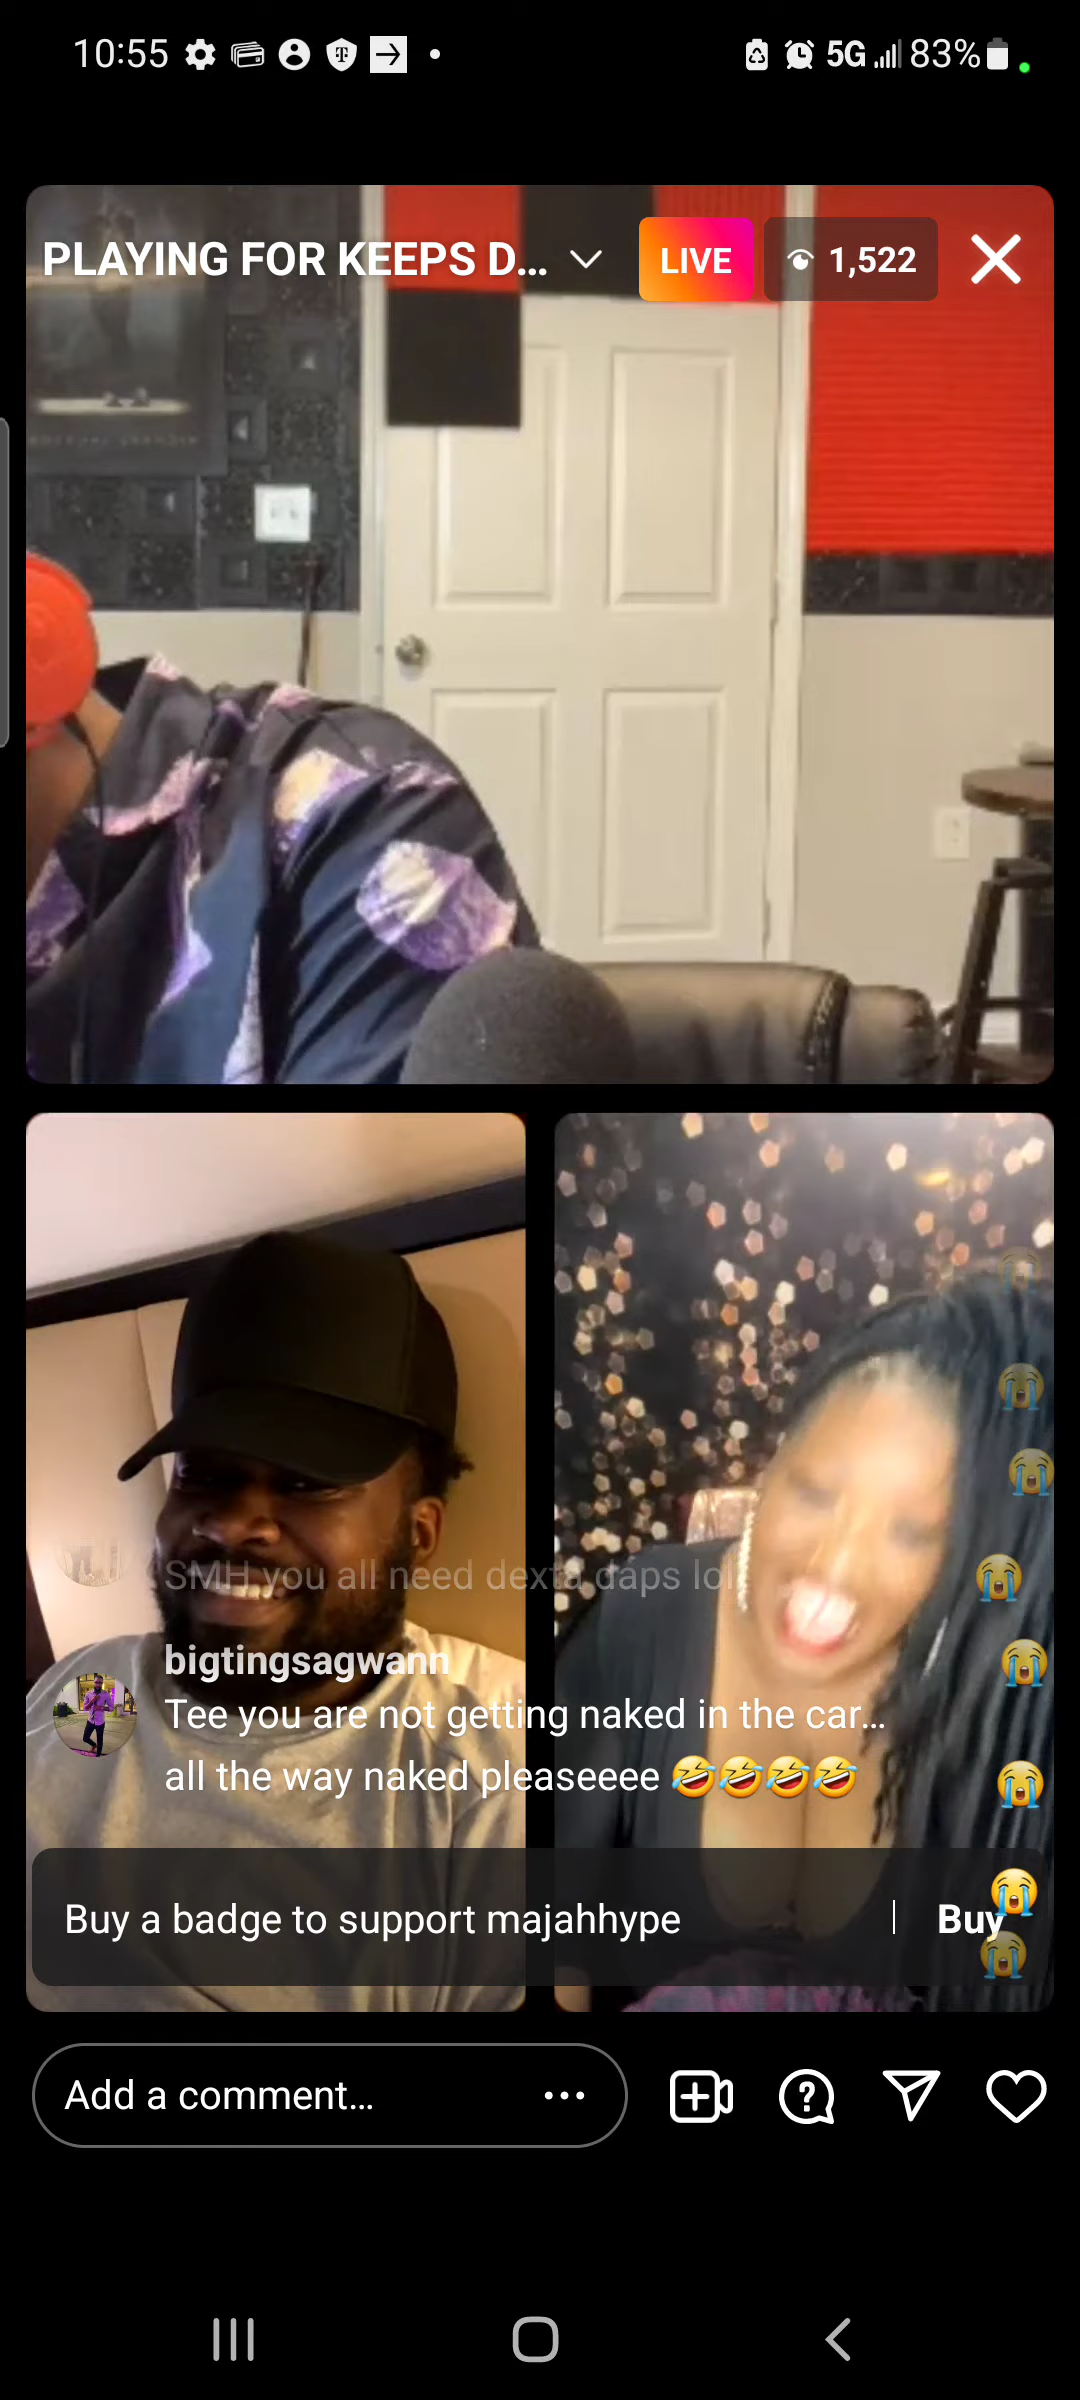 10:55
5G
83%
PLAYING FOR KEEPS D...
LIVE
1,522
SMH you all need dexta daps lol
bigtingsagwann
Tee you are not getting naked in the car...
all the way naked pleaseeee 🤣🤣🤣🤣
Buy a badge to support majahhype
Buy
Add a comment...